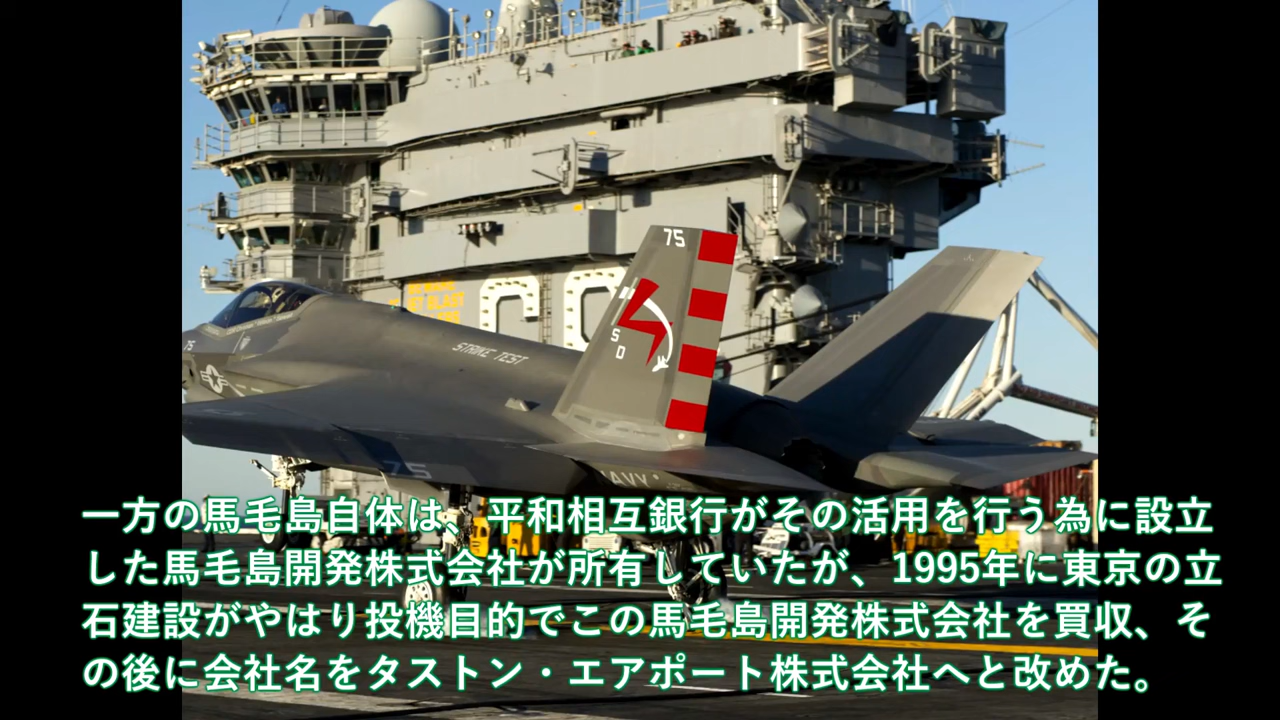 75
S
D
STRIKE TEST
75
75
NAVY
一方の馬毛島自体は、平和相互銀行がその活用を行う為に設立
した馬毛島開発株式会社が所有していたが、1995年に東京の立
石建設がやはり投機目的でこの馬毛島開発株式会社を買収、そ
の後に会社名をタストン・エアポート株式会社へと改めた。